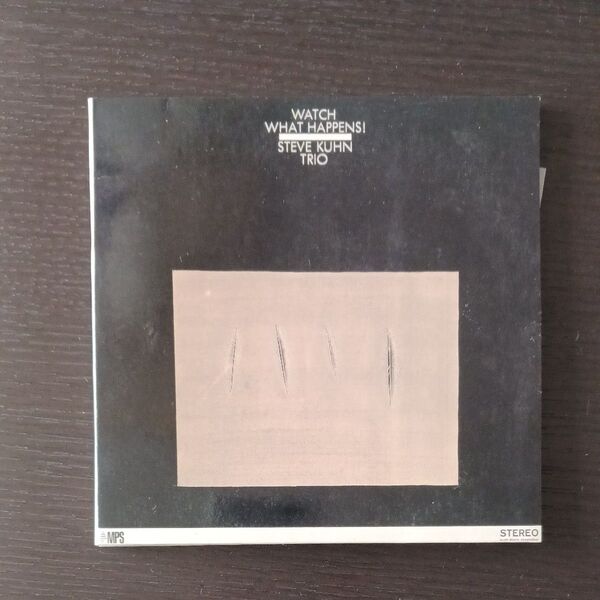 WATCH
WHAT HAPPENS!
STEVE KUHN
TRIO
MPS
STEREO